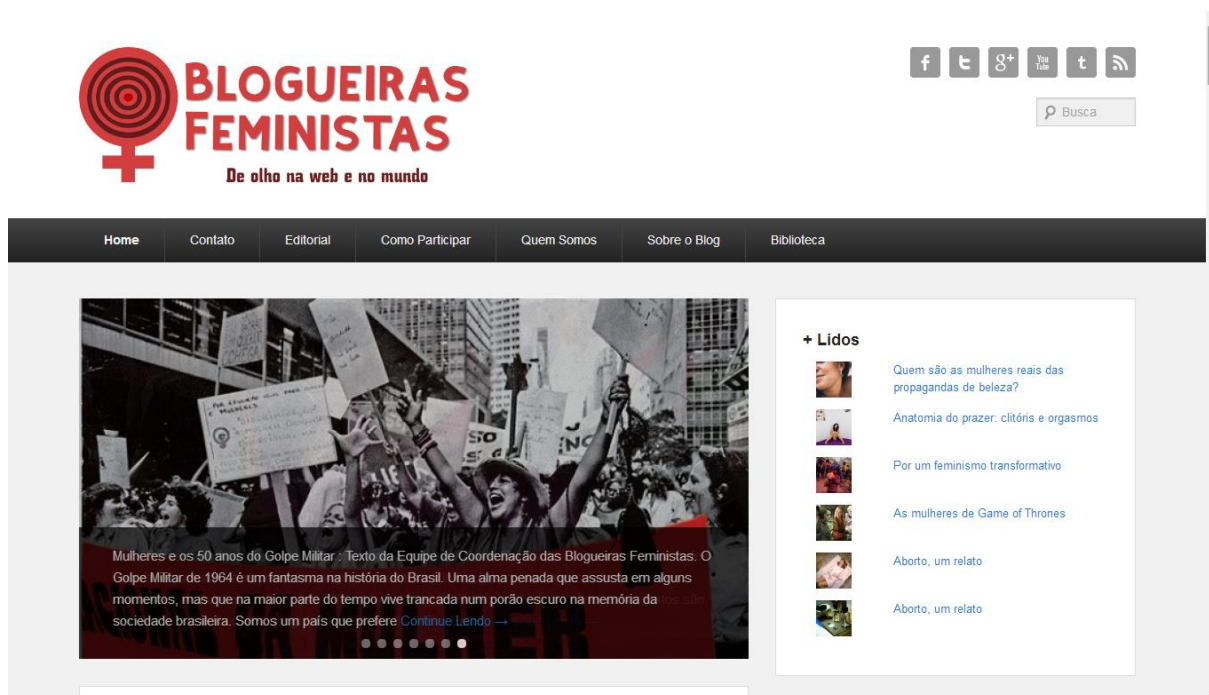 BLOGUEIRAS
FEMINISTAS
De olho na web e no mundo
f t g+ You Tube t
Busca
Home Contato Editorial Como Participar Quem Somos Sobre o Blog Biblioteca
Mulheres e os 50 anos do Golpe Militar : Texto da Equipe de Coordenação das Blogueiras Feministas. O
Golpe Militar de 1964 é um fantasma na história do Brasil. Uma alma penada que assusta em alguns
momentos, mas que na maior parte do tempo vive trancada num porão escuro na memória da
sociedade brasileira. Somos um país que prefere Continue Lendo →
+ Lidos
Quem são as mulheres reais das
propagandas de beleza?
Anatomia do prazer: clitóris e orgasmos
Por um feminismo transformativo
As mulheres de Game of Thrones
Aborto, um relato
Aborto, um relato